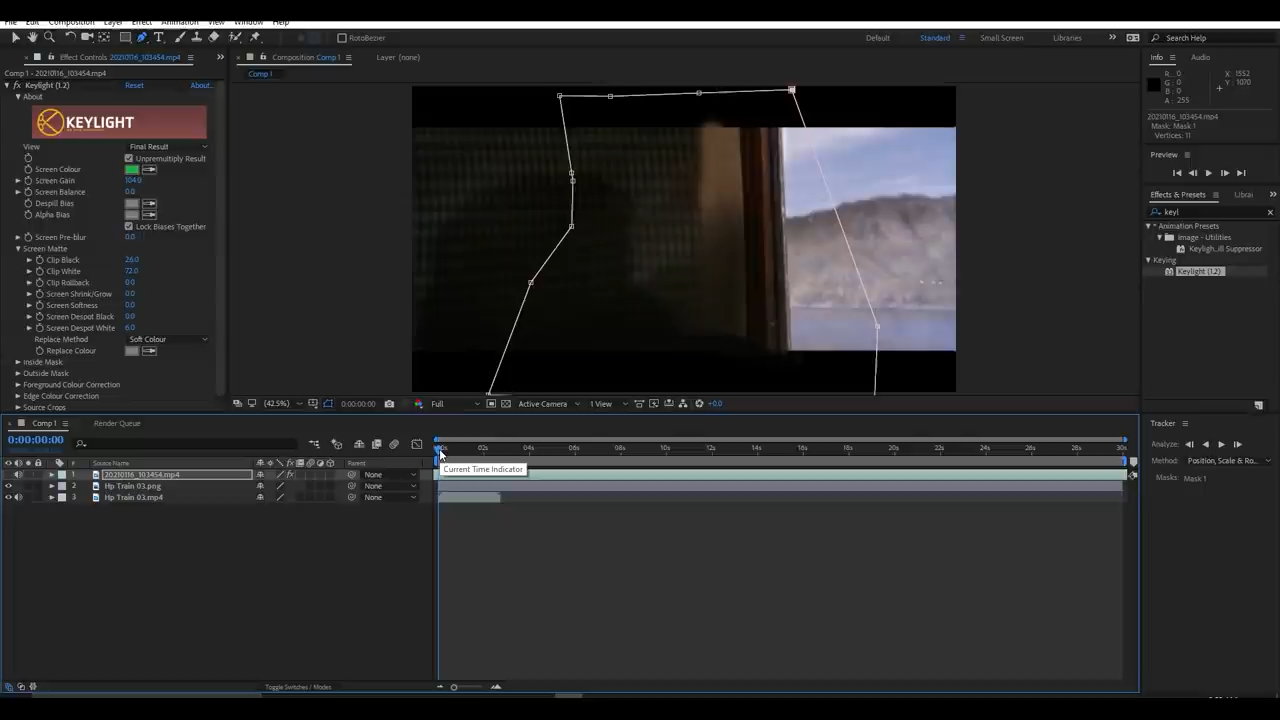 File Edit Composition Layer Effect Animation View Window Help
RotoBezier
Default Standard Small Screen Libraries Search Help
Effect Controls 20210116_103454.mp4
Composition Comp 1
Layer (none)
Info Audio
Comp 1 · 20210116_103454.mp4
Comp 1
Keylight (1.2) Reset About...
About
KEYLIGHT
View Final Result
Unpremultiply Result
Screen Colour
Screen Gain 104.0
Screen Balance 0.0
Despill Bias
Alpha Bias
Lock Biases Together
Screen Pre-blur 0.0
Screen Matte
Clip Black 26.0
Clip White 72.0
Clip Rollback 0.0
Screen Shrink/Grow 0.0
Screen Softness 0.0
Screen Despot Black 0.0
Screen Despot White 6.0
Replace Method Soft Colour
Replace Colour
Inside Mask
Outside Mask
Foreground Colour Correction
Edge Colour Correction
Source Crops
R: 0
G: 0
B: 0
A: 255
X: 1552
Y: 1070
20210116_103454.mp4
Mask: Mask 1
Vertices: 11
Preview
Effects & Presets Librai
keyl
* Animation Presets
Image - Utilities
Keyligh...ill Suppressor
Keying
Keylight (1.2)
(42.5%) 0:00:00:00 Full Active Camera 1 View +0.0
Comp 1 Render Queue
0:00:00:00
02s 04s 06s 08s 10s 12s 14s 16s 18s 20s 22s 24s 26s 28s 30s
# Source Name Parent
Current Time Indicator
1 20210116_103454.mp4 None
2 Hp Train 03.png None
3 Hp Train 03.mp4 None
Toggle Switches / Modes
Tracker
Analyze:
Method: Position, Scale & Ro...
Masks: Mask 1